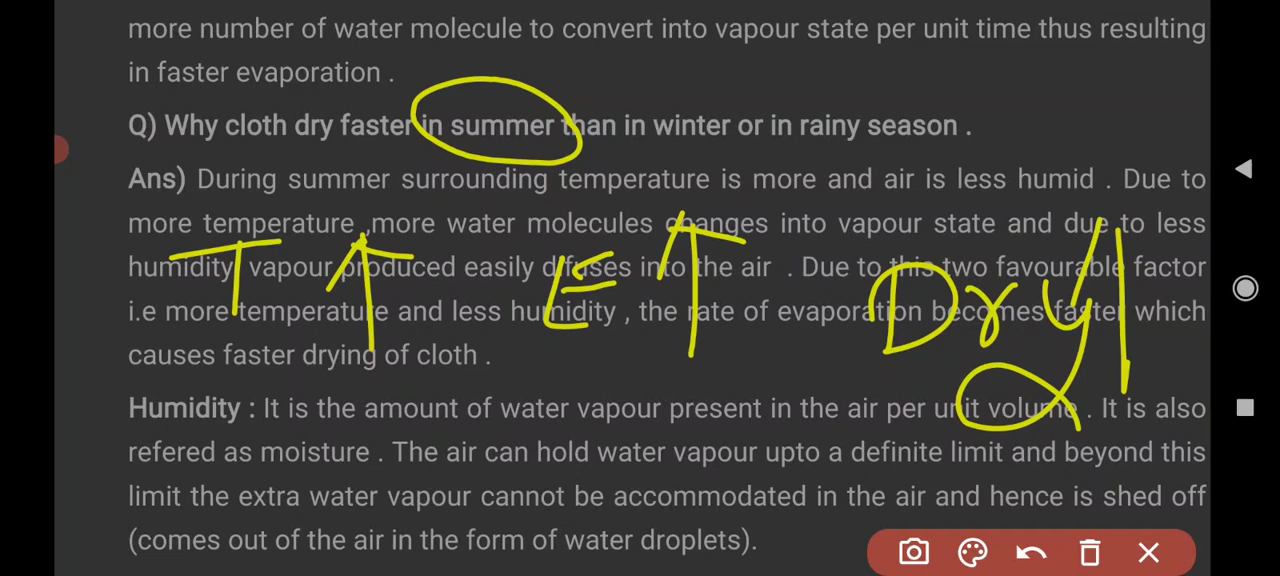 more number of water molecule to convert into vapour state per unit time thus resulting
in faster evaporation .
Q) Why cloth dry faster in summer than in winter or in rainy season .
Ans) During summer surrounding temperature is more and air is less humid . Due to
more temperature ,more water molecules changes into vapour state and due to less
humidity vapour produced easily diffuses into the air . Due to this two favourable factor
T ↑ E ↑ Dry
i.e more temperature and less humidity , the rate of evaporation becomes faster which
causes faster drying of cloth .
Humidity : It is the amount of water vapour present in the air per unit volume . It is also
refered as moisture . The air can hold water vapour upto a definite limit and beyond this
limit the extra water vapour cannot be accommodated in the air and hence is shed off
(comes out of the air in the form of water droplets).